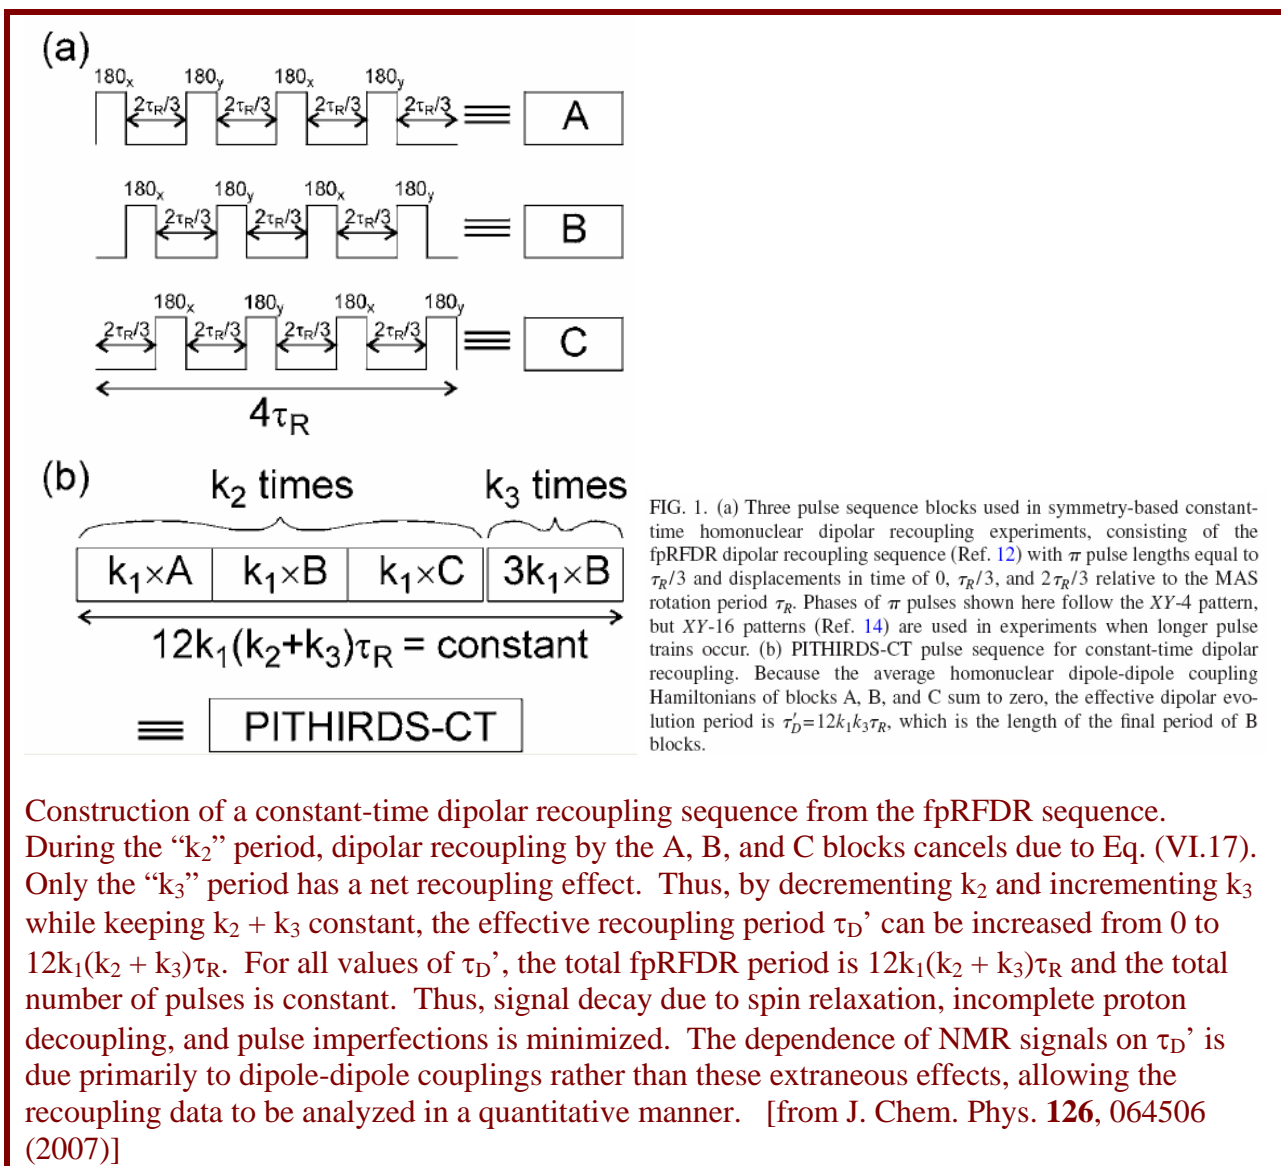 (a)
180x 180y 180x 180y
2τR/3 2τR/3 2τR/3 2τR/3 ≡ A
180x 180y 180x 180y
2τR/3 2τR/3 2τR/3 ≡ B
180x 180y 180x 180y
2τR/3 2τR/3 2τR/3 2τR/3 ≡ C
4τR
(b)
k2 times k3 times
k1×A k1×B k1×C 3k1×B
12k1(k2+k3)τR = constant
≡ PITHIRDS-CT
FIG. 1. (a) Three pulse sequence blocks used in symmetry-based constant-
time homonuclear dipolar recoupling experiments, consisting of the
fpRFDR dipolar recoupling sequence (Ref. 12) with π pulse lengths equal to
τR/3 and displacements in time of 0, τR/3, and 2τR/3 relative to the MAS
rotation period τR. Phases of π pulses shown here follow the XY-4 pattern,
but XY-16 patterns (Ref. 14) are used in experiments when longer pulse
trains occur. (b) PITHIRDS-CT pulse sequence for constant-time dipolar
recoupling. Because the average homonuclear dipole-dipole coupling
Hamiltonians of blocks A, B, and C sum to zero, the effective dipolar evo-
lution period is τ′D=12k1k3τR, which is the length of the final period of B
blocks.
Construction of a constant-time dipolar recoupling sequence from the fpRFDR sequence.
During the “k2” period, dipolar recoupling by the A, B, and C blocks cancels due to Eq. (VI.17).
Only the “k3” period has a net recoupling effect.  Thus, by decrementing k2 and incrementing k3
while keeping k2 + k3 constant, the effective recoupling period τD’ can be increased from 0 to
12k1(k2 + k3)τR.  For all values of τD’, the total fpRFDR period is 12k1(k2 + k3)τR and the total
number of pulses is constant.  Thus, signal decay due to spin relaxation, incomplete proton
decoupling, and pulse imperfections is minimized.  The dependence of NMR signals on τD’ is
due primarily to dipole-dipole couplings rather than these extraneous effects, allowing the
recoupling data to be analyzed in a quantitative manner.   [from J. Chem. Phys. 126, 064506
(2007)]